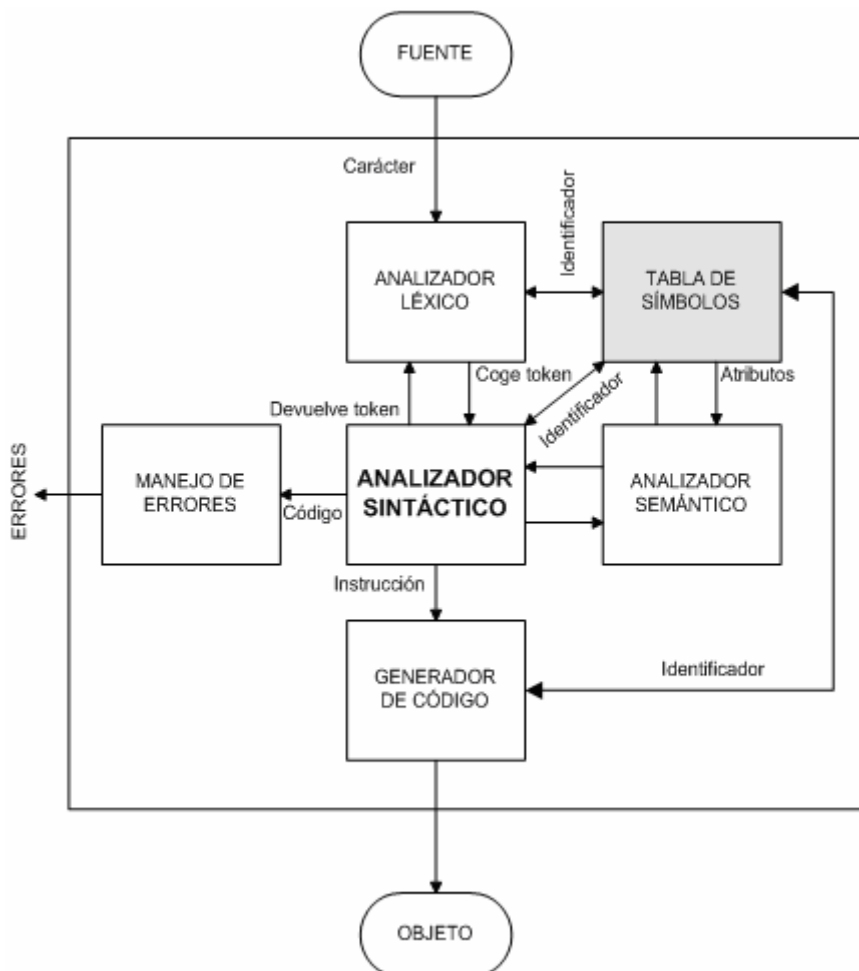 FUENTE
Carácter
Identificador
ANALIZADOR
LÉXICO
TABLA DE
SÍMBOLOS
Coge token
Atributos
Devuelve token
Identificador
ERRORES
MANEJO DE
ERRORES
Código
ANALIZADOR
SINTÁCTICO
ANALIZADOR
SEMÁNTICO
Instrucción
GENERADOR
DE CÓDIGO
Identificador
OBJETO